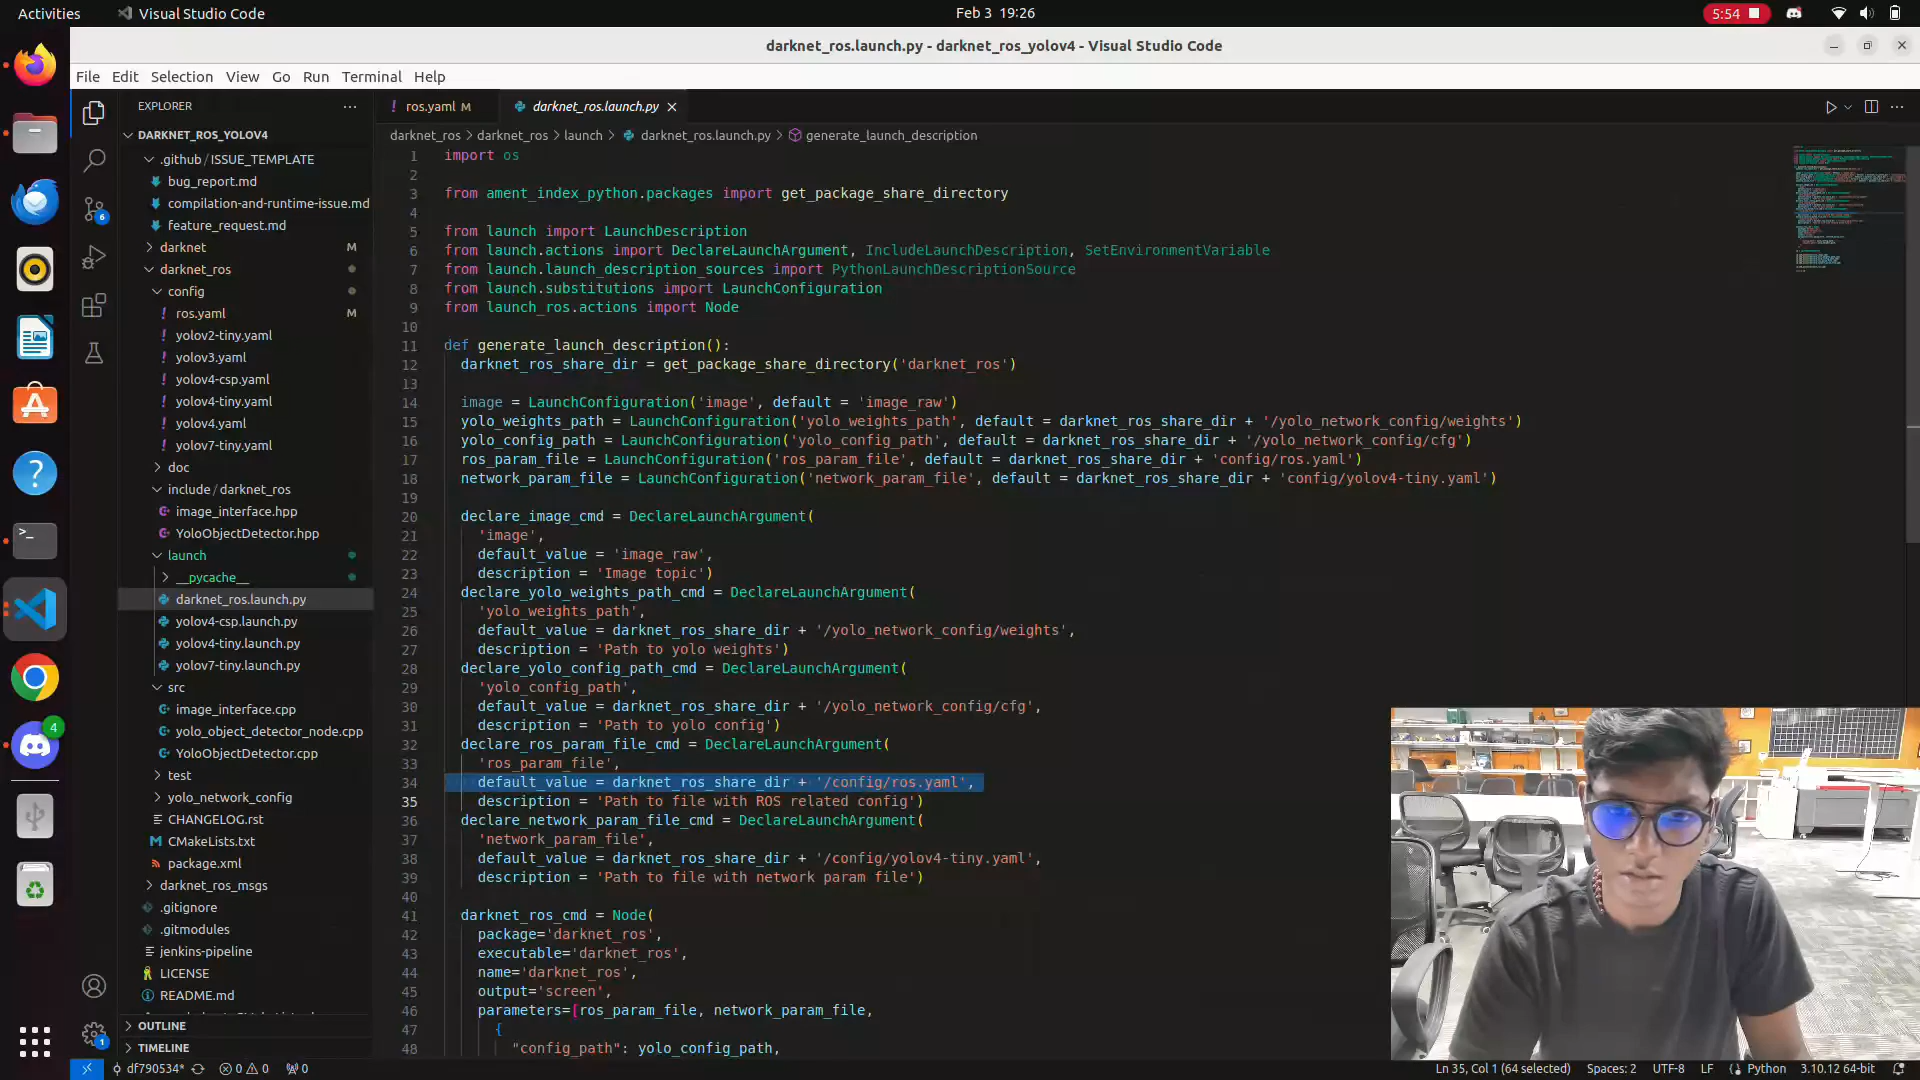 Activities
Visual Studio Code
Feb 3 19:26
5:54
darknet_ros.launch.py - darknet_ros_yolov4 - Visual Studio Code
File Edit Selection View Go Run Terminal Help
EXPLORER
DARKNET_ROS_YOLOV4
.github / ISSUE_TEMPLATE
bug_report.md
compilation-and-runtime-issue.md
feature_request.md
darknet M
darknet_ros
config
ros.yaml M
yolov2-tiny.yaml
yolov3.yaml
yolov4-csp.yaml
yolov4-tiny.yaml
yolov4.yaml
yolov7-tiny.yaml
doc
include / darknet_ros
image_interface.hpp
YoloObjectDetector.hpp
launch
__pycache__
darknet_ros.launch.py
yolov4-csp.launch.py
yolov4-tiny.launch.py
yolov7-tiny.launch.py
src
image_interface.cpp
yolo_object_detector_node.cpp
YoloObjectDetector.cpp
test
yolo_network_config
CHANGELOG.rst
CMakeLists.txt
package.xml
darknet_ros_msgs
.gitignore
.gitmodules
jenkins-pipeline
LICENSE
README.md
OUTLINE
TIMELINE
6
4
1
ros.yaml M
darknet_ros.launch.py
darknet_ros > darknet_ros > launch > darknet_ros.launch.py > generate_launch_description
1 import os
2
3 from ament_index_python.packages import get_package_share_directory
4
5 from launch import LaunchDescription
6 from launch.actions import DeclareLaunchArgument, IncludeLaunchDescription, SetEnvironmentVariable
7 from launch.launch_description_sources import PythonLaunchDescriptionSource
8 from launch.substitutions import LaunchConfiguration
9 from launch_ros.actions import Node
10
11 def generate_launch_description():
12 darknet_ros_share_dir = get_package_share_directory('darknet_ros')
13
14 image = LaunchConfiguration('image', default = 'image_raw')
15 yolo_weights_path = LaunchConfiguration('yolo_weights_path', default = darknet_ros_share_dir + '/yolo_network_config/weights')
16 yolo_config_path = LaunchConfiguration('yolo_config_path', default = darknet_ros_share_dir + '/yolo_network_config/cfg')
17 ros_param_file = LaunchConfiguration('ros_param_file', default = darknet_ros_share_dir + 'config/ros.yaml')
18 network_param_file = LaunchConfiguration('network_param_file', default = darknet_ros_share_dir + 'config/yolov4-tiny.yaml')
19
20 declare_image_cmd = DeclareLaunchArgument(
21 'image',
22 default_value = 'image_raw',
23 description = 'Image topic')
24 declare_yolo_weights_path_cmd = DeclareLaunchArgument(
25 'yolo_weights_path',
26 default_value = darknet_ros_share_dir + '/yolo_network_config/weights',
27 description = 'Path to yolo weights')
28 declare_yolo_config_path_cmd = DeclareLaunchArgument(
29 'yolo_config_path',
30 default_value = darknet_ros_share_dir + '/yolo_network_config/cfg',
31 description = 'Path to yolo config')
32 declare_ros_param_file_cmd = DeclareLaunchArgument(
33 'ros_param_file',
34 default_value = darknet_ros_share_dir + '/config/ros.yaml',
35 description = 'Path to file with ROS related config')
36 declare_network_param_file_cmd = DeclareLaunchArgument(
37 'network_param_file',
38 default_value = darknet_ros_share_dir + '/config/yolov4-tiny.yaml',
39 description = 'Path to file with network param file')
40
41 darknet_ros_cmd = Node(
42 package='darknet_ros',
43 executable='darknet_ros',
44 name='darknet_ros',
45 output='screen',
46 parameters=[ros_param_file, network_param_file,
47 {
48 "config_path": yolo_config_path,
df790534* 0 0 0
Ln 35, Col 1 (64 selected) Spaces: 2 UTF-8 LF Python 3.10.12 64-bit